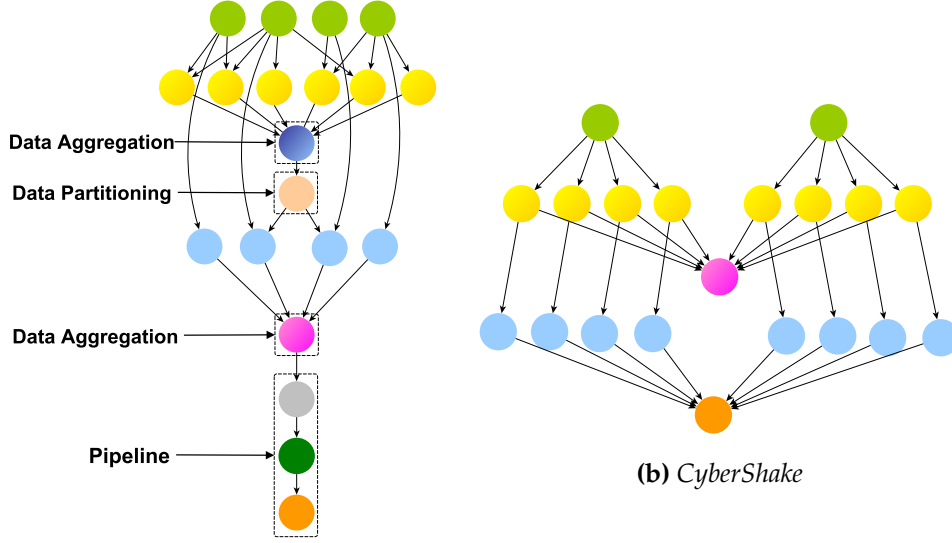 Data Aggregation
Data Partitioning
Data Aggregation
Pipeline
(b) CyberShake